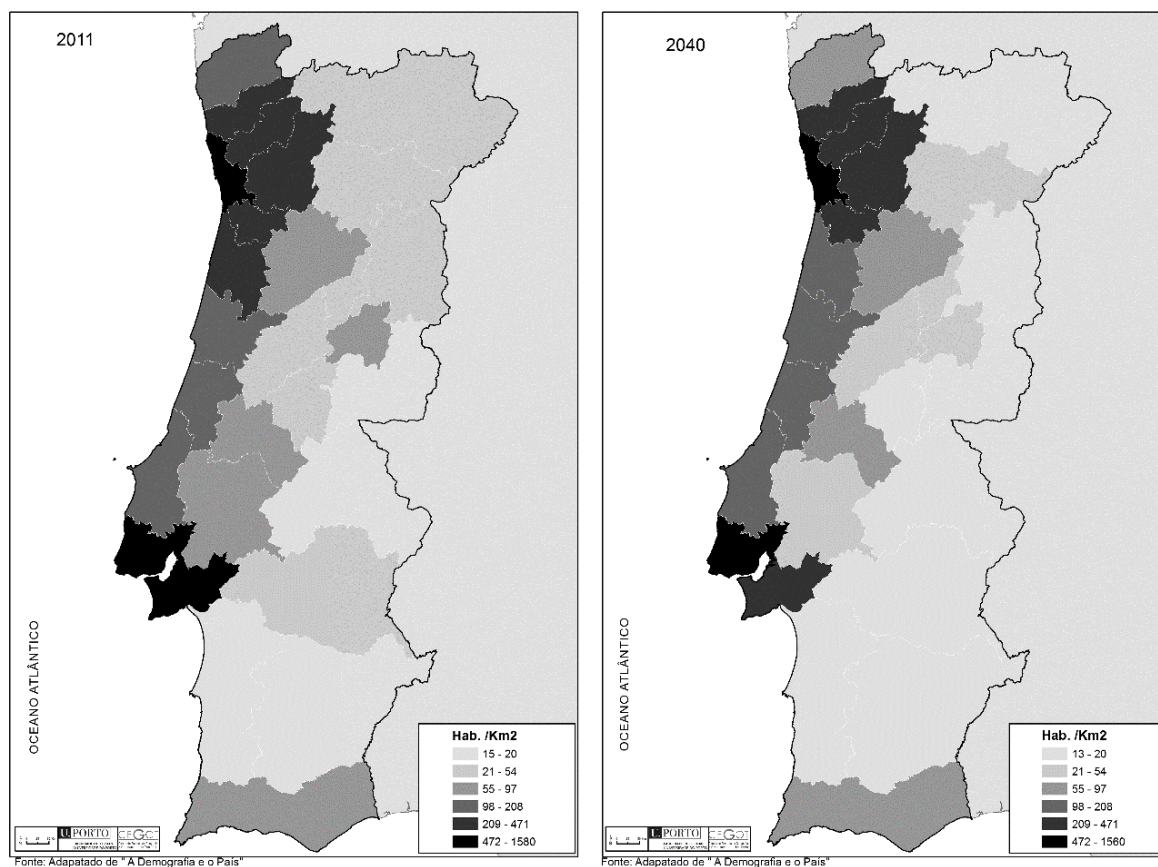 2011
OCEANO ATLÂNTICO
Hab. /Km2
15 - 20
21 - 54
55 - 97
98 - 208
209 - 471
472 - 1580
U.PORTO
CEGOT
Fonte: Adapatado de " A Demografia e o País"
2040
OCEANO ATLÂNTICO
Hab. /Km2
13 - 20
21 - 54
55 - 97
98 - 208
209 - 471
472 - 1560
U.PORTO
CEGOT
Fonte: Adapatado de " A Demografia e o País"